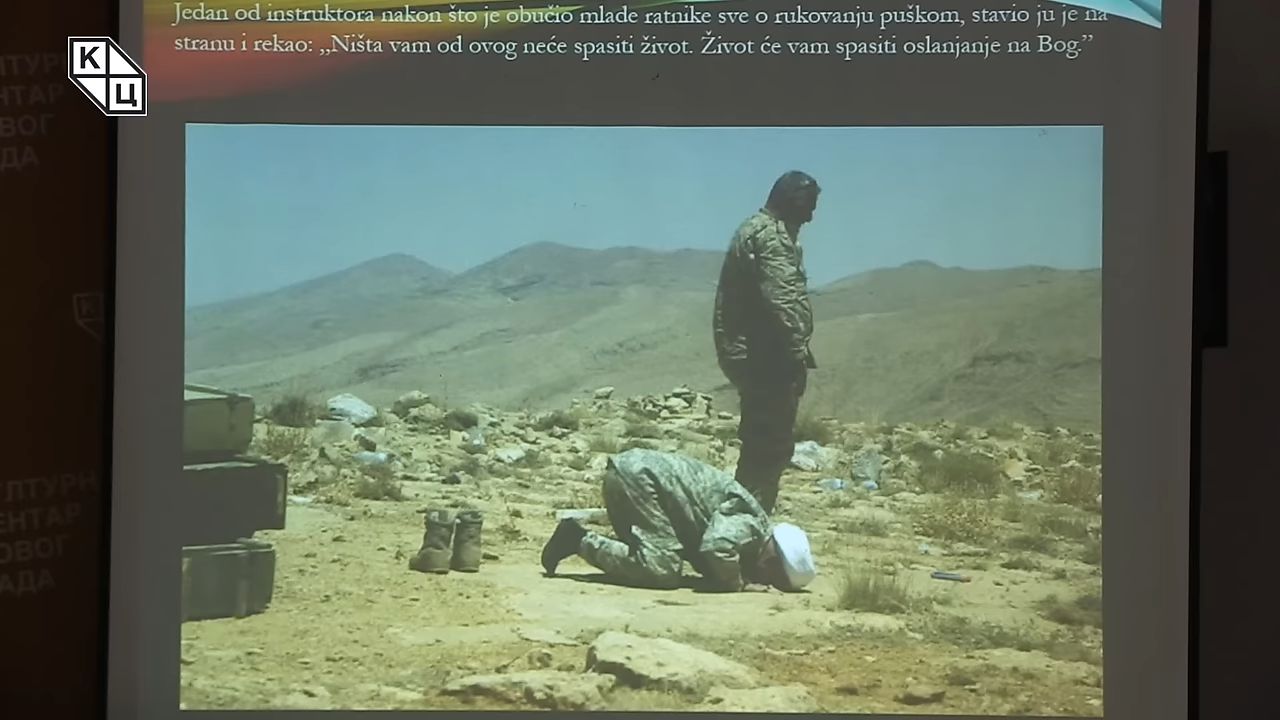 Jedan od instruktora nakon što je obučio mlade ratnike sve o rukovanju puškom, stavio ju je na
stranu i rekao: „Ništa vam od ovog neće spasiti život. Život će vam spasiti oslanjanje na Bog.”
К
Ц